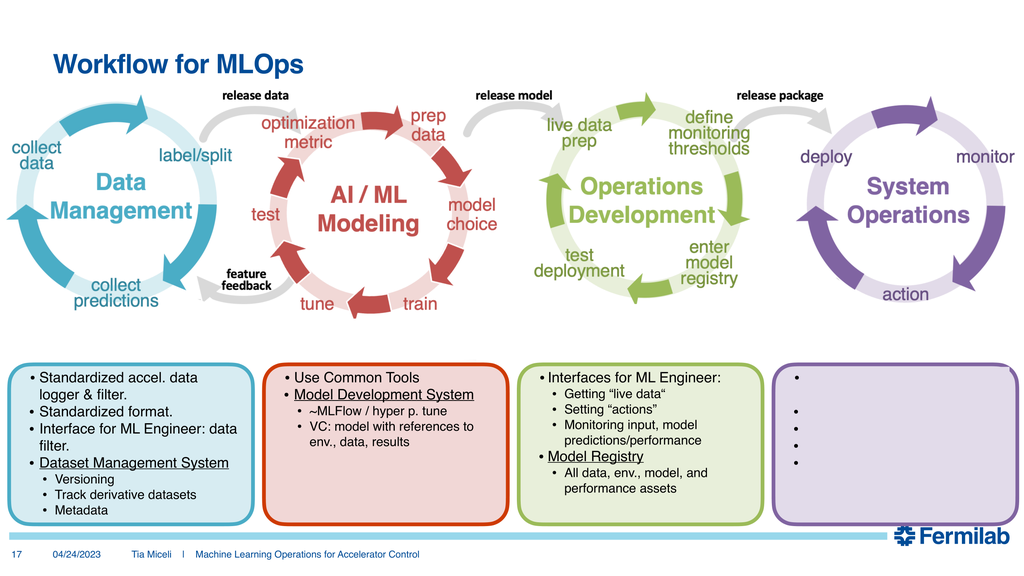 Workflow for MLOps
release data
release model
release package
collect
data
label/split
Data
Management
collect
predictions
feature
feedback
optimization
metric
prep
data
test
AI / ML
Modeling
model
choice
tune
train
live data
prep
define
monitoring
thresholds
Operations
Development
test
deployment
enter
model
registry
deploy
monitor
System
Operations
action
• Standardized accel. data
logger & filter.
• Standardized format.
• Interface for ML Engineer: data
filter.
• Dataset Management System
• Versioning
• Track derivative datasets
• Metadata
• Use Common Tools
• Model Development System
• ~MLFlow / hyper p. tune
• VC: model with references to
env., data, results
• Interfaces for ML Engineer:
• Getting “live data“
• Setting “actions”
• Monitoring input, model
predictions/performance
• Model Registry
• All data, env., model, and
performance assets
•
•
•
•
•
Fermilab
17 04/24/2023 Tia Miceli | Machine Learning Operations for Accelerator Control